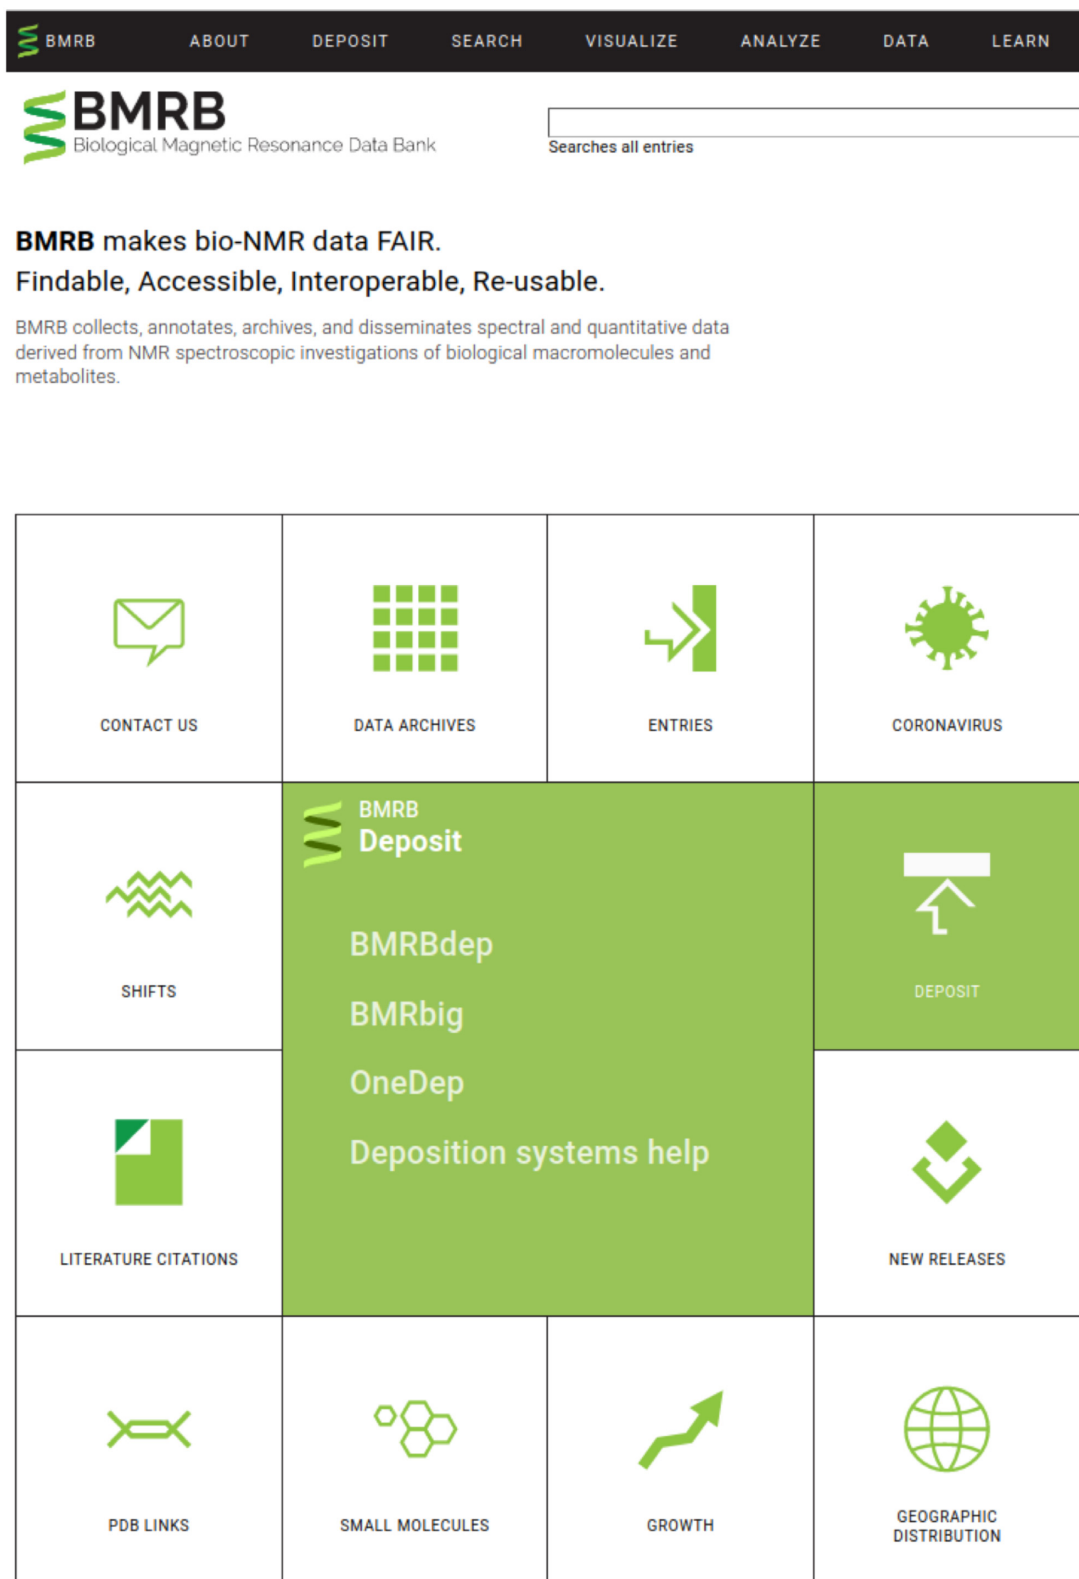 BMRB ABOUT DEPOSIT SEARCH VISUALIZE ANALYZE DATA LEARN
BMRB
Biological Magnetic Resonance Data Bank
Searches all entries
BMRB makes bio-NMR data FAIR.
Findable, Accessible, Interoperable, Re-usable.
BMRB collects, annotates, archives, and disseminates spectral and quantitative data
derived from NMR spectroscopic investigations of biological macromolecules and
metabolites.
CONTACT US
DATA ARCHIVES
ENTRIES
CORONAVIRUS
SHIFTS
BMRB
Deposit
BMRBdep
BMRbig
OneDep
Deposition systems help
DEPOSIT
LITERATURE CITATIONS
NEW RELEASES
PDB LINKS
SMALL MOLECULES
GROWTH
GEOGRAPHIC
DISTRIBUTION